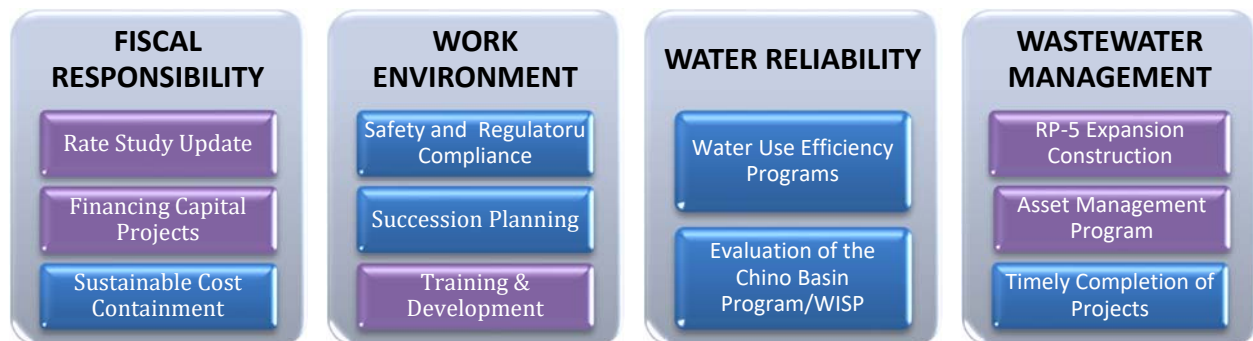 FISCAL
RESPONSIBILITY
Rate Study Update
Financing Capital
Projects
Sustainable Cost
Containment
WORK
ENVIRONMENT
Safety and Regulatoru
Compliance
Succession Planning
Training &
Development
WATER RELIABILITY
Water Use Efficiency
Programs
Evaluation of the
Chino Basin
Program/WISP
WASTEWATER
MANAGEMENT
RP-5 Expansion
Construction
Asset Management
Program
Timely Completion of
Projects